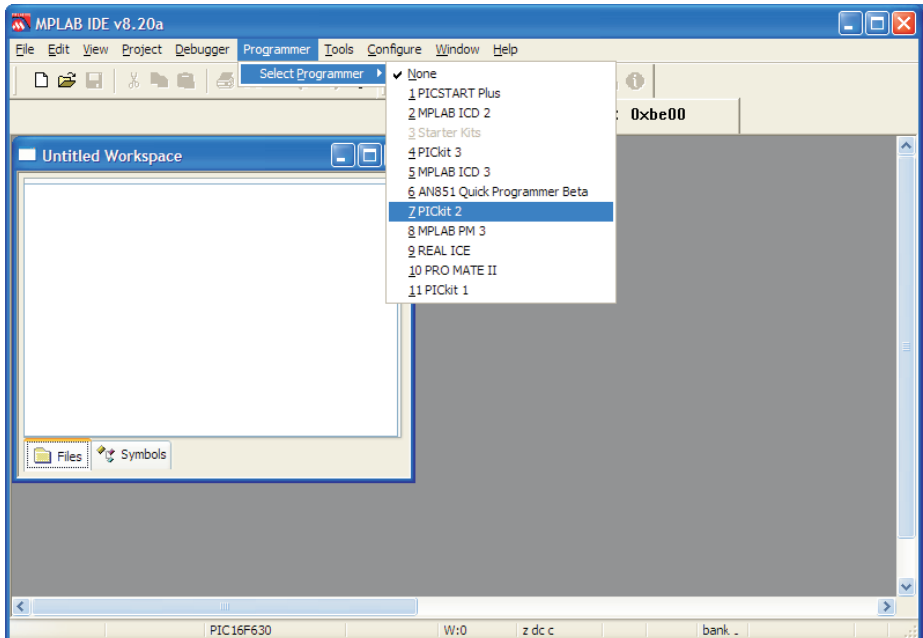 MPLAB IDE v8.20a
File Edit View Project Debugger Programmer Tools Configure Window Help
Select Programmer
None
1 PICSTART Plus
2 MPLAB ICD 2
3 Starter Kits
4 PICkit 3
5 MPLAB ICD 3
6 AN851 Quick Programmer Beta
7 PICkit 2
8 MPLAB PM 3
9 REAL ICE
10 PRO MATE II
11 PICkit 1
: 0xbe00
Untitled Workspace
Files Symbols
PIC16F630 W:0 z dc c bank